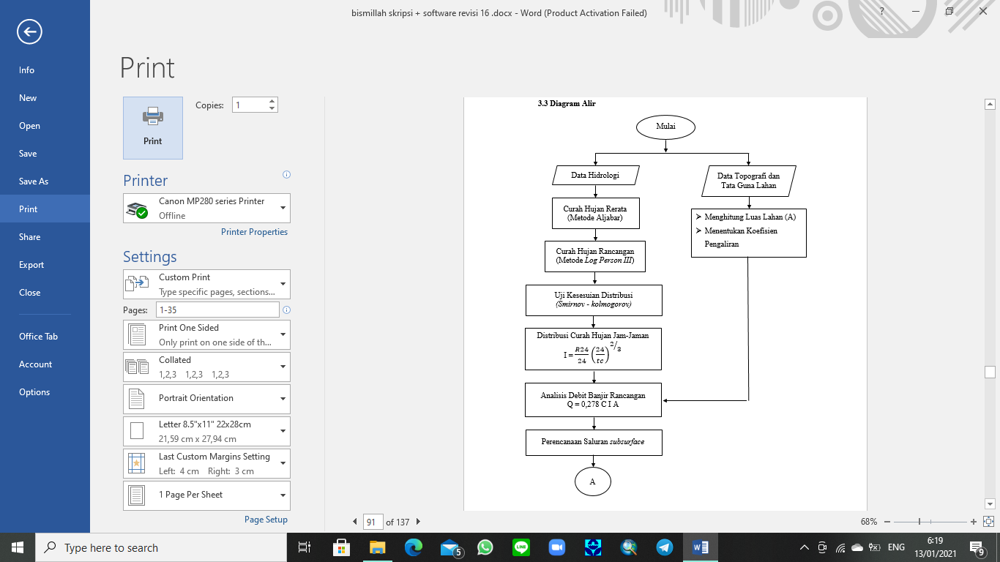 bismillah skripsi + software revisi 16 .docx - Word (Product Activation Failed)
?
Info
New
Open
Save
Save As
Print
Share
Export
Close
Office Tab
Account
Options
Print
Print
Copies:
1
Printer
Canon MP280 series Printer
Offline
Printer Properties
Settings
Custom Print
Type specific pages, sections...
Pages:
1-35
Print One Sided
Only print on one side of th...
Collated
1,2,3 1,2,3 1,2,3
Portrait Orientation
Letter 8.5"x11" 22x28cm
21,59 cm x 27,94 cm
Last Custom Margins Setting
Left: 4 cm Right: 3 cm
1 Page Per Sheet
Page Setup
3.3 Diagram Alir
Mulai
Data Hidrologi
Data Topografi dan
Tata Guna Lahan
Curah Hujan Rerata
(Metode Aljabar)
➢ Menghitung Luas Lahan (A)
➢ Menentukan Koefisien
Pengaliran
Curah Hujan Rancangan
(Metode Log Person III)
Uji Kesesuian Distribusi
(Smirnov - kolmogorov)
Distribusi Curah Hujan Jam-Jaman
I = R24/24 (24/tc)^2/3
Analisis Debit Banjir Rancangan
Q = 0,278 C I A
Perencanaan Saluran subsurface
A
91 of 137
68%
Type here to search
5
ENG
6:19
13/01/2021
9